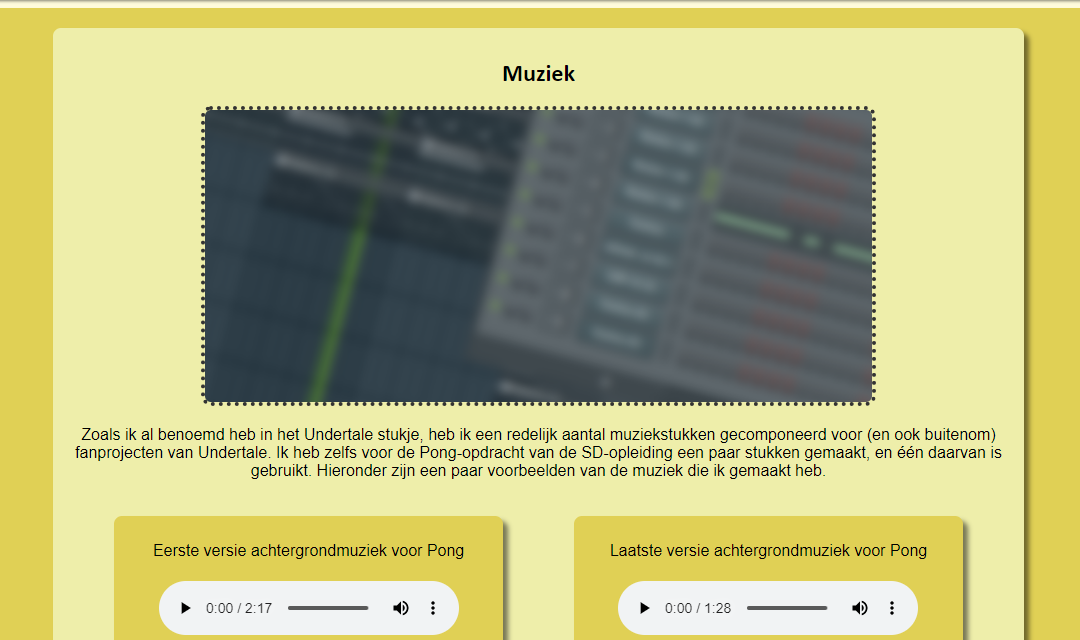 Muziek
Zoals ik al benoemd heb in het Undertale stukje, heb ik een redelijk aantal muziekstukken gecomponeerd voor (en ook buitenom)
fanprojecten van Undertale. Ik heb zelfs voor de Pong-opdracht van de SD-opleiding een paar stukken gemaakt, en één daarvan is
gebruikt. Hieronder zijn een paar voorbeelden van de muziek die ik gemaakt heb.
Eerste versie achtergrondmuziek voor Pong
Laatste versie achtergrondmuziek voor Pong
0:00 / 2:17
0:00 / 1:28